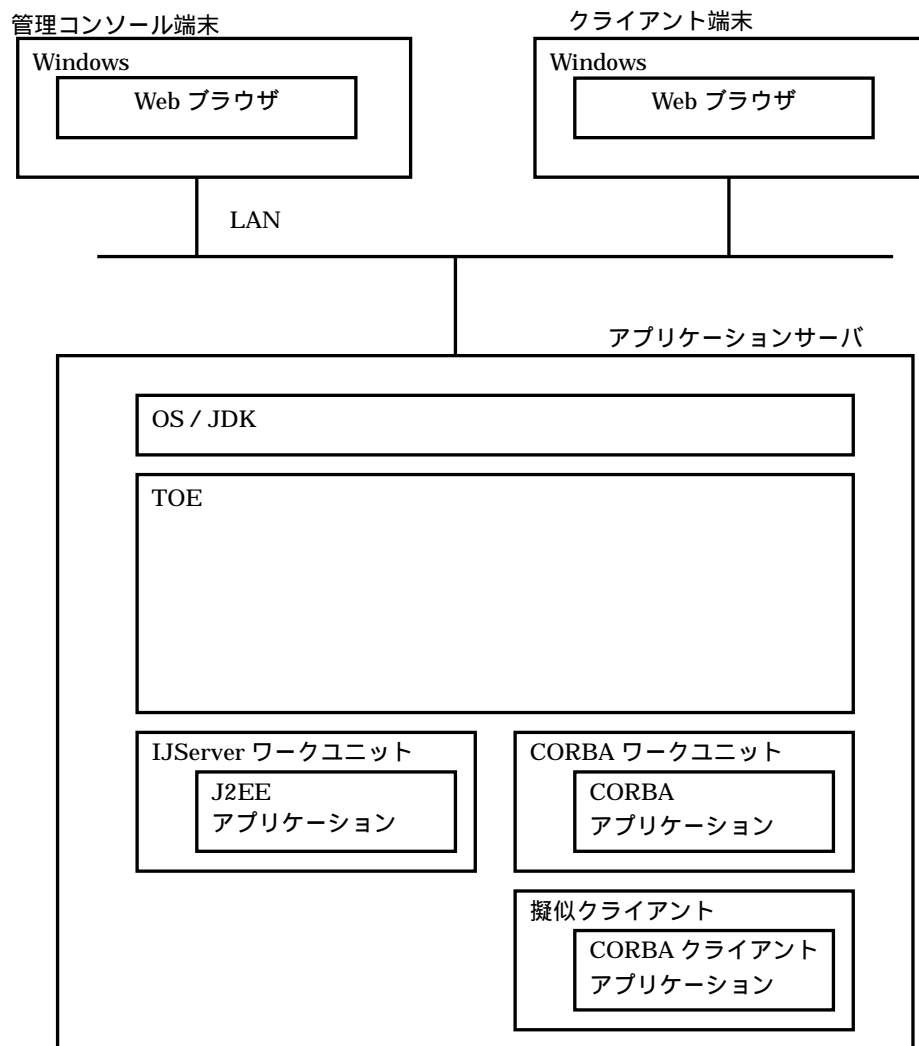 管理コンソール端末
クライアント端末
Windows
Web ブラウザ
Windows
Web ブラウザ
LAN
アプリケーションサーバ
OS / JDK
TOE
IJServer ワークユニット
J2EE
アプリケーション
CORBA ワークユニット
CORBA
アプリケーション
擬似クライアント
CORBA クライアント
アプリケーション